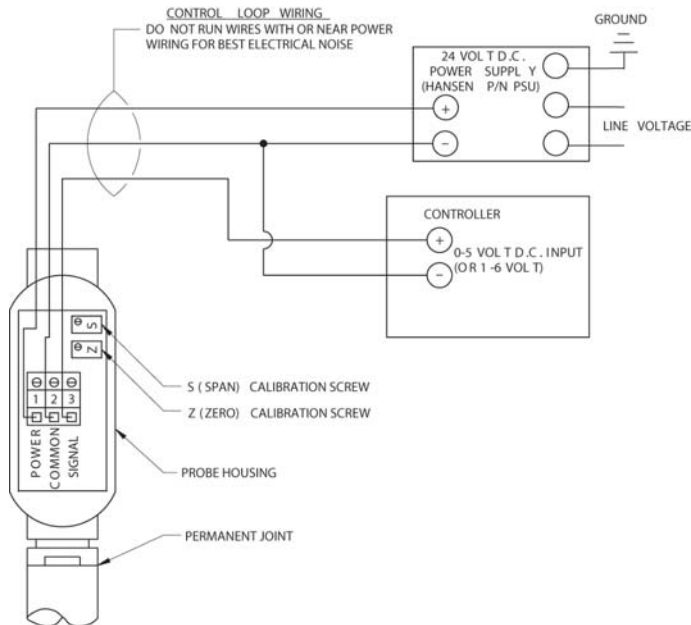 CONTROL LOOP WIRING
DO NOT RUN WIRES WITH OR NEAR POWER
WIRING FOR BEST ELECTRICAL NOISE
GROUND
24 VOL T D.C.
POWER SUPPL Y
(HANSEN P/N PSU)
+
−
LINE VOLTAGE
CONTROLLER
+
0-5 VOL T D.C. INPUT
(OR 1 -6 VOL T)
−
S
Z
S ( SPAN) CALIBRATION SCREW
Z ( ZERO) CALIBRATION SCREW
1 2 3
POWER
COMMON
SIGNAL
PROBE HOUSING
PERMANENT JOINT